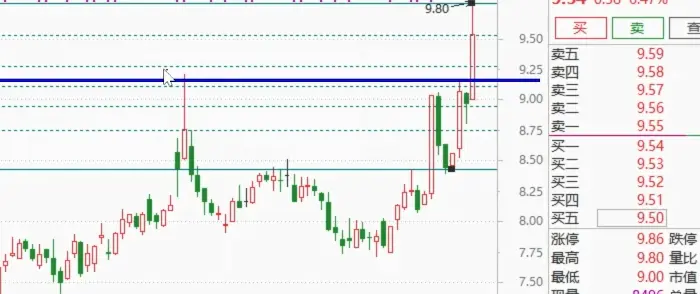 9.80
9.50
9.25
9.00
8.75
8.50
8.25
8.00
7.75
7.50
买 卖 查
卖五 9.59
卖四 9.58
卖三 9.57
卖二 9.56
卖一 9.55
买一 9.54
买二 9.53
买三 9.52
买四 9.51
买五 9.50
涨停 9.86 跌停
最高 9.80 量比
最低 9.00 市值